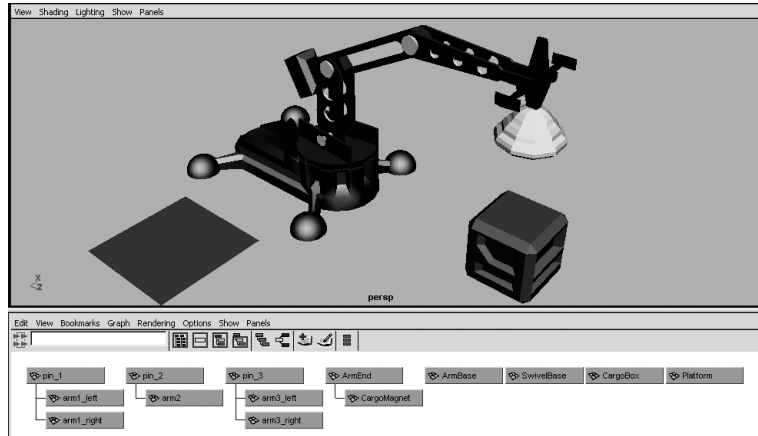 View Shading Lighting Show Panels
x
z
persp
Edit View Bookmarks Graph Rendering Options Show Panels
pin_1 pin_2 pin_3 ArmEnd ArmBase SwivelBase CargoBox Platform
arm1_left arm2 arm3_left CargoMagnet
arm1_right arm3_right